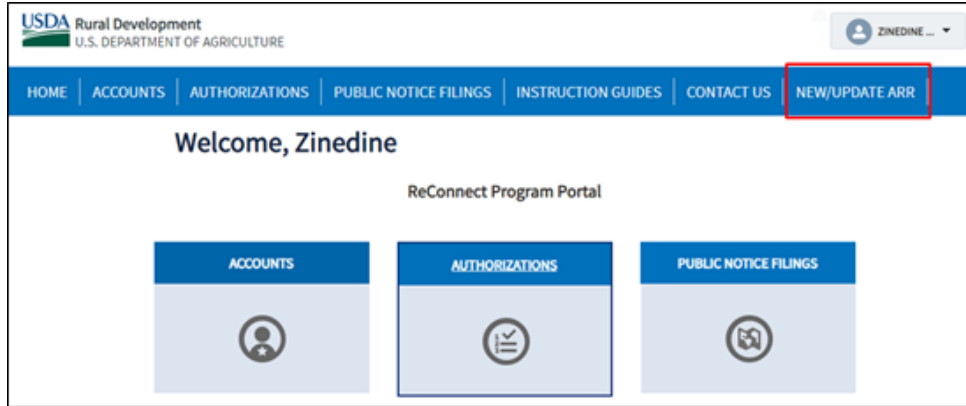 USDA Rural Development
U.S. DEPARTMENT OF AGRICULTURE
ZINEDINE ...
HOME ACCOUNTS AUTHORIZATIONS PUBLIC NOTICE FILINGS INSTRUCTION GUIDES CONTACT US NEW/UPDATE ARR
Welcome, Zinedine
ReConnect Program Portal
ACCOUNTS AUTHORIZATIONS PUBLIC NOTICE FILINGS